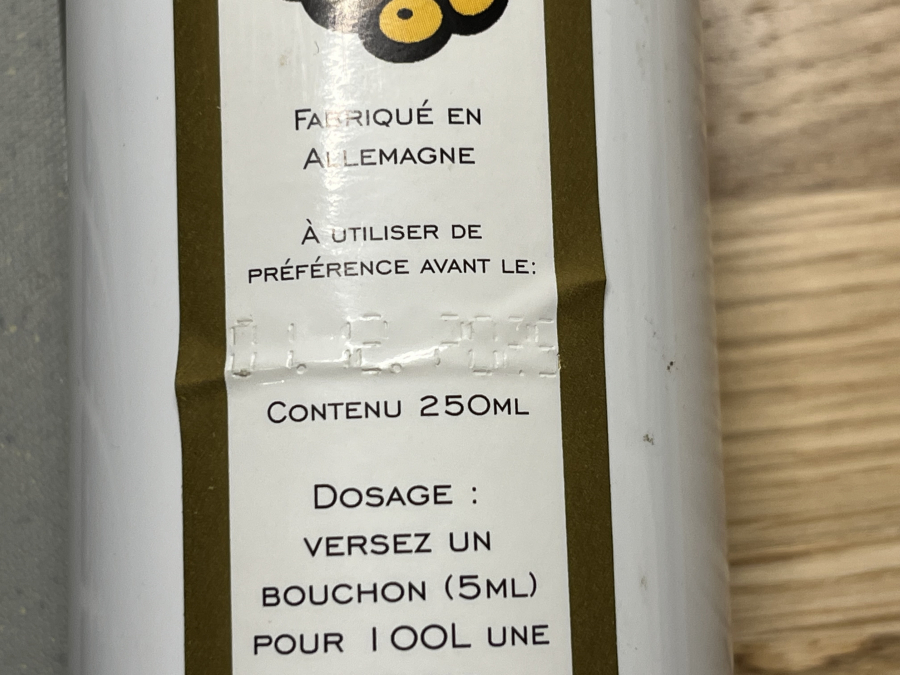 FABRIQUÉ EN
ALLEMAGNE
À UTILISER DE
PRÉFÉRENCE AVANT LE:
CONTENU 250ML
DOSAGE :
VERSEZ UN
BOUCHON (5ML)
POUR 100L UNE